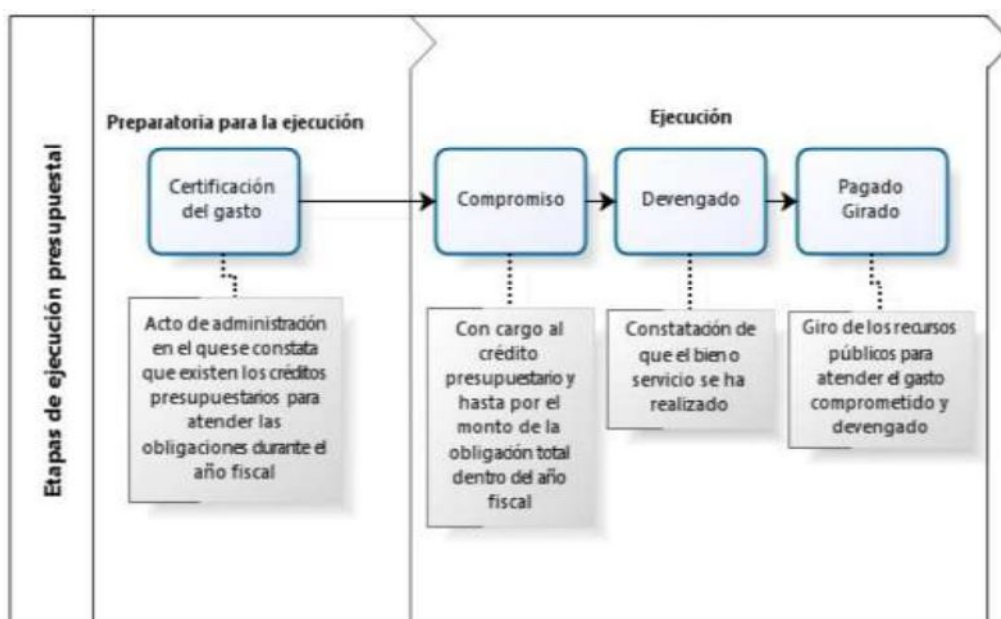 Etapas de ejecución presupuestal
Preparatoria para la ejecución
Certificación
del gasto
Acto de administración
en el que se constata
que existen los créditos
presupuestarios para
atender las
obligaciones durante el
año fiscal
Ejecución
Compromiso
Con cargo al
crédito
presupuestario y
hasta por el
monto de la
obligación total
dentro del año
fiscal
Devengado
Constatación de
que el bien o
servicio se ha
realizado
Pagado
Girado
Giro de los recursos
públicos para
atender el gasto
comprometido y
devengado